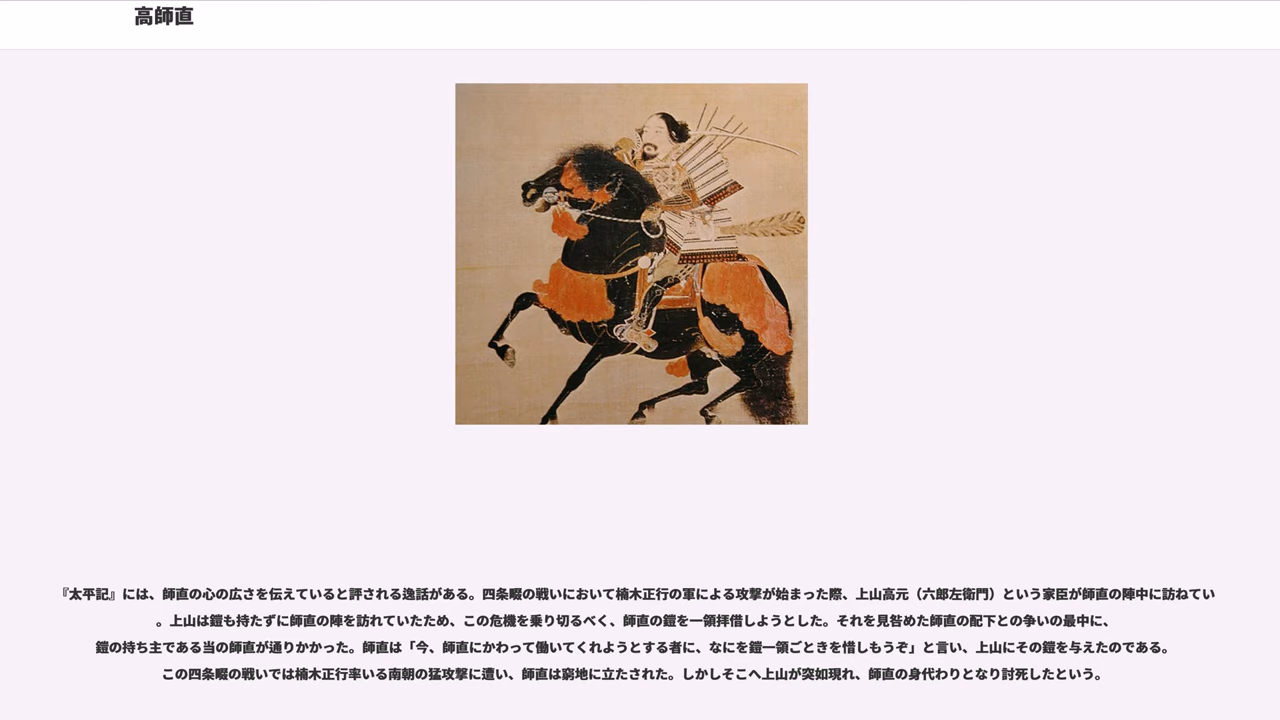 高師直
『太平記』には、師直の心の広さを伝えていると評される逸話がある。四条畷の戦いにおいて楠木正行の軍による攻撃が始まった際、上山高元（六郎左衛門）という家臣が師直の陣中に訪ねてい
。上山は鎧も持たずに師直の陣を訪れていたため、この危機を乗り切るべく、師直の鎧を一領拝借しようとした。それを見咎めた師直の配下との争いの最中に、
鎧の持ち主である当の師直が通りかかった。師直は「今、師直にかわって働いてくれようとする者に、なにを鎧一領ごときを惜しもうぞ」と言い、上山にその鎧を与えたのである。
この四条畷の戦いでは楠木正行率いる南朝の猛攻撃に遭い、師直は窮地に立たされた。しかしそこへ上山が突如現れ、師直の身代わりとなり討死したという。